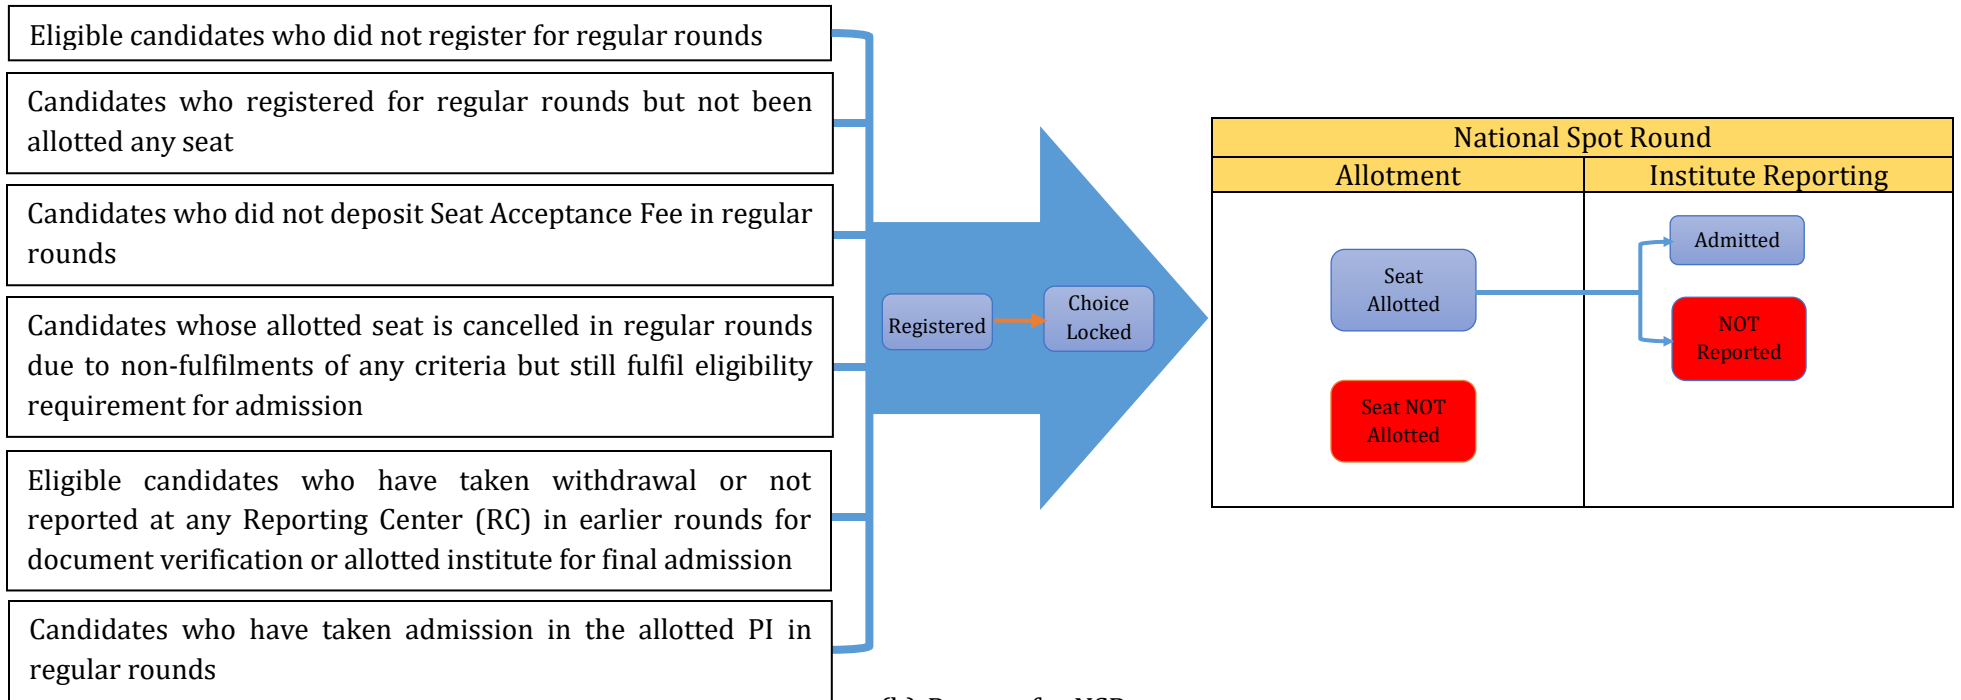 Eligible candidates who did not register for regular rounds
Candidates who registered for regular rounds but not been
allotted any seat
Candidates who did not deposit Seat Acceptance Fee in regular
rounds
Candidates whose allotted seat is cancelled in regular rounds
due to non-fulfilments of any criteria but still fulfil eligibility
requirement for admission
Eligible candidates who have taken withdrawal or not
reported at any Reporting Center (RC) in earlier rounds for
document verification or allotted institute for final admission
Candidates who have taken admission in the allotted PI in
regular rounds
Registered
Choice
Locked
National Spot Round
Allotment
Institute Reporting
Seat
Allotted
Admitted
NOT
Reported
Seat NOT
Allotted